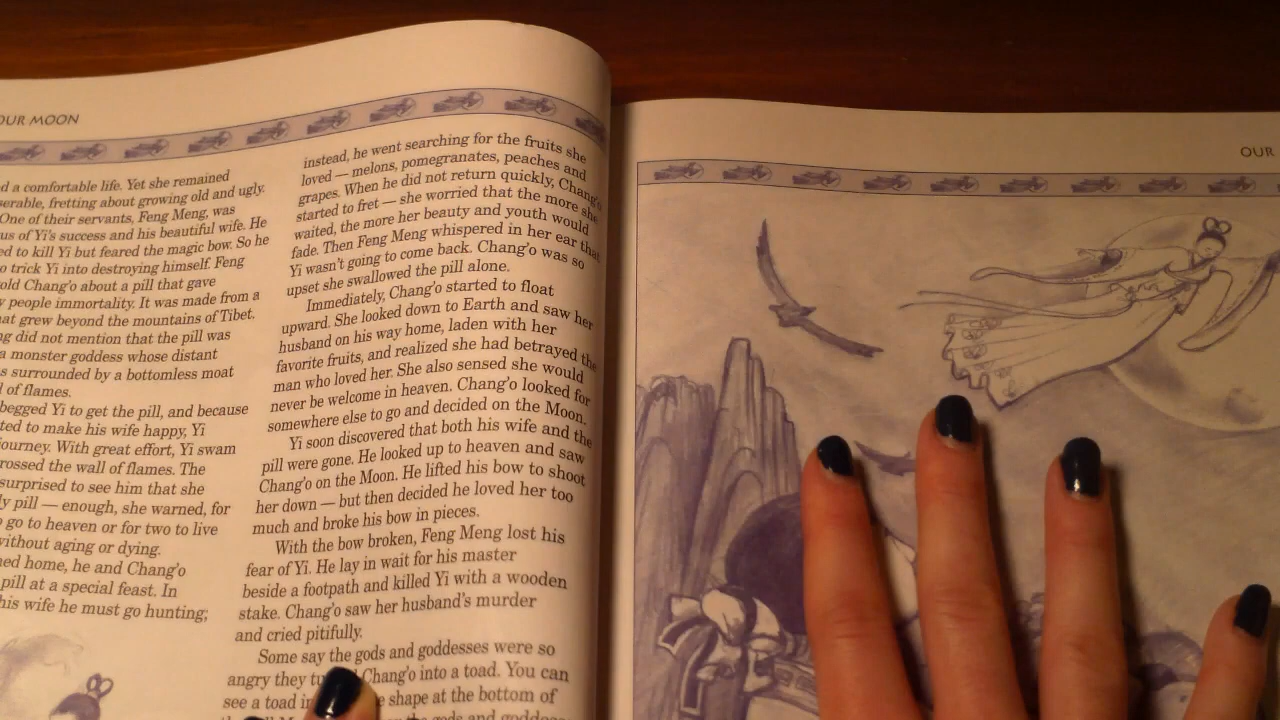 OUR MOON
d a comfortable life. Yet she remained
serable, fretting about growing old and ugly.
One of their servants, Feng Meng, was
us of Yi's success and his beautiful wife. He
ed to kill Yi but feared the magic bow. So he
o trick Yi into destroying himself. Feng
old Chang'o about a pill that gave
y people immortality. It was made from a
hat grew beyond the mountains of Tibet.
ng did not mention that the pill was
a monster goddess whose distant
s surrounded by a bottomless moat
l of flames.
begged Yi to get the pill, and because
ted to make his wife happy, Yi
journey. With great effort, Yi swam
rossed the wall of flames. The
surprised to see him that she
ly pill — enough, she warned, for
o go to heaven or for two to live
without aging or dying.
ned home, he and Chang'o
pill at a special feast. In
his wife he must go hunting;
instead, he went searching for the fruits she
loved — melons, pomegranates, peaches and
grapes. When he did not return quickly, Chang'o
started to fret — she worried that the more she
waited, the more her beauty and youth would
fade. Then Feng Meng whispered in her ear that
Yi wasn't going to come back. Chang'o was so
upset she swallowed the pill alone.
Immediately, Chang'o started to float
upward. She looked down to Earth and saw her
husband on his way home, laden with her
favorite fruits, and realized she had betrayed the
man who loved her. She also sensed she would
never be welcome in heaven. Chang'o looked for
somewhere else to go and decided on the Moon.
Yi soon discovered that both his wife and the
pill were gone. He looked up to heaven and saw
Chang'o on the Moon. He lifted his bow to shoot
her down — but then decided he loved her too
much and broke his bow in pieces.
With the bow broken, Feng Meng lost his
fear of Yi. He lay in wait for his master
beside a footpath and killed Yi with a wooden
stake. Chang'o saw her husband's murder
and cried pitifully.
Some say the gods and goddesses were so
angry they Chang'o into a toad. You can
see a toad in shape at the bottom of
gods and
OUR